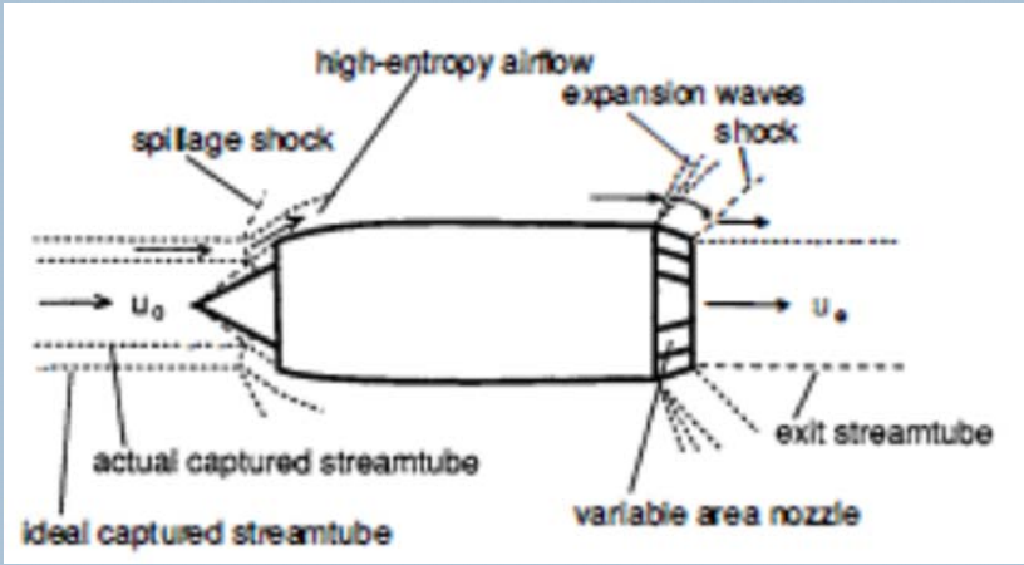 high-entropy airflow
expansion waves
shock
spillage shock
u₀
uₑ
exit streamtube
actual captured streamtube
variable area nozzle
ideal captured streamtube